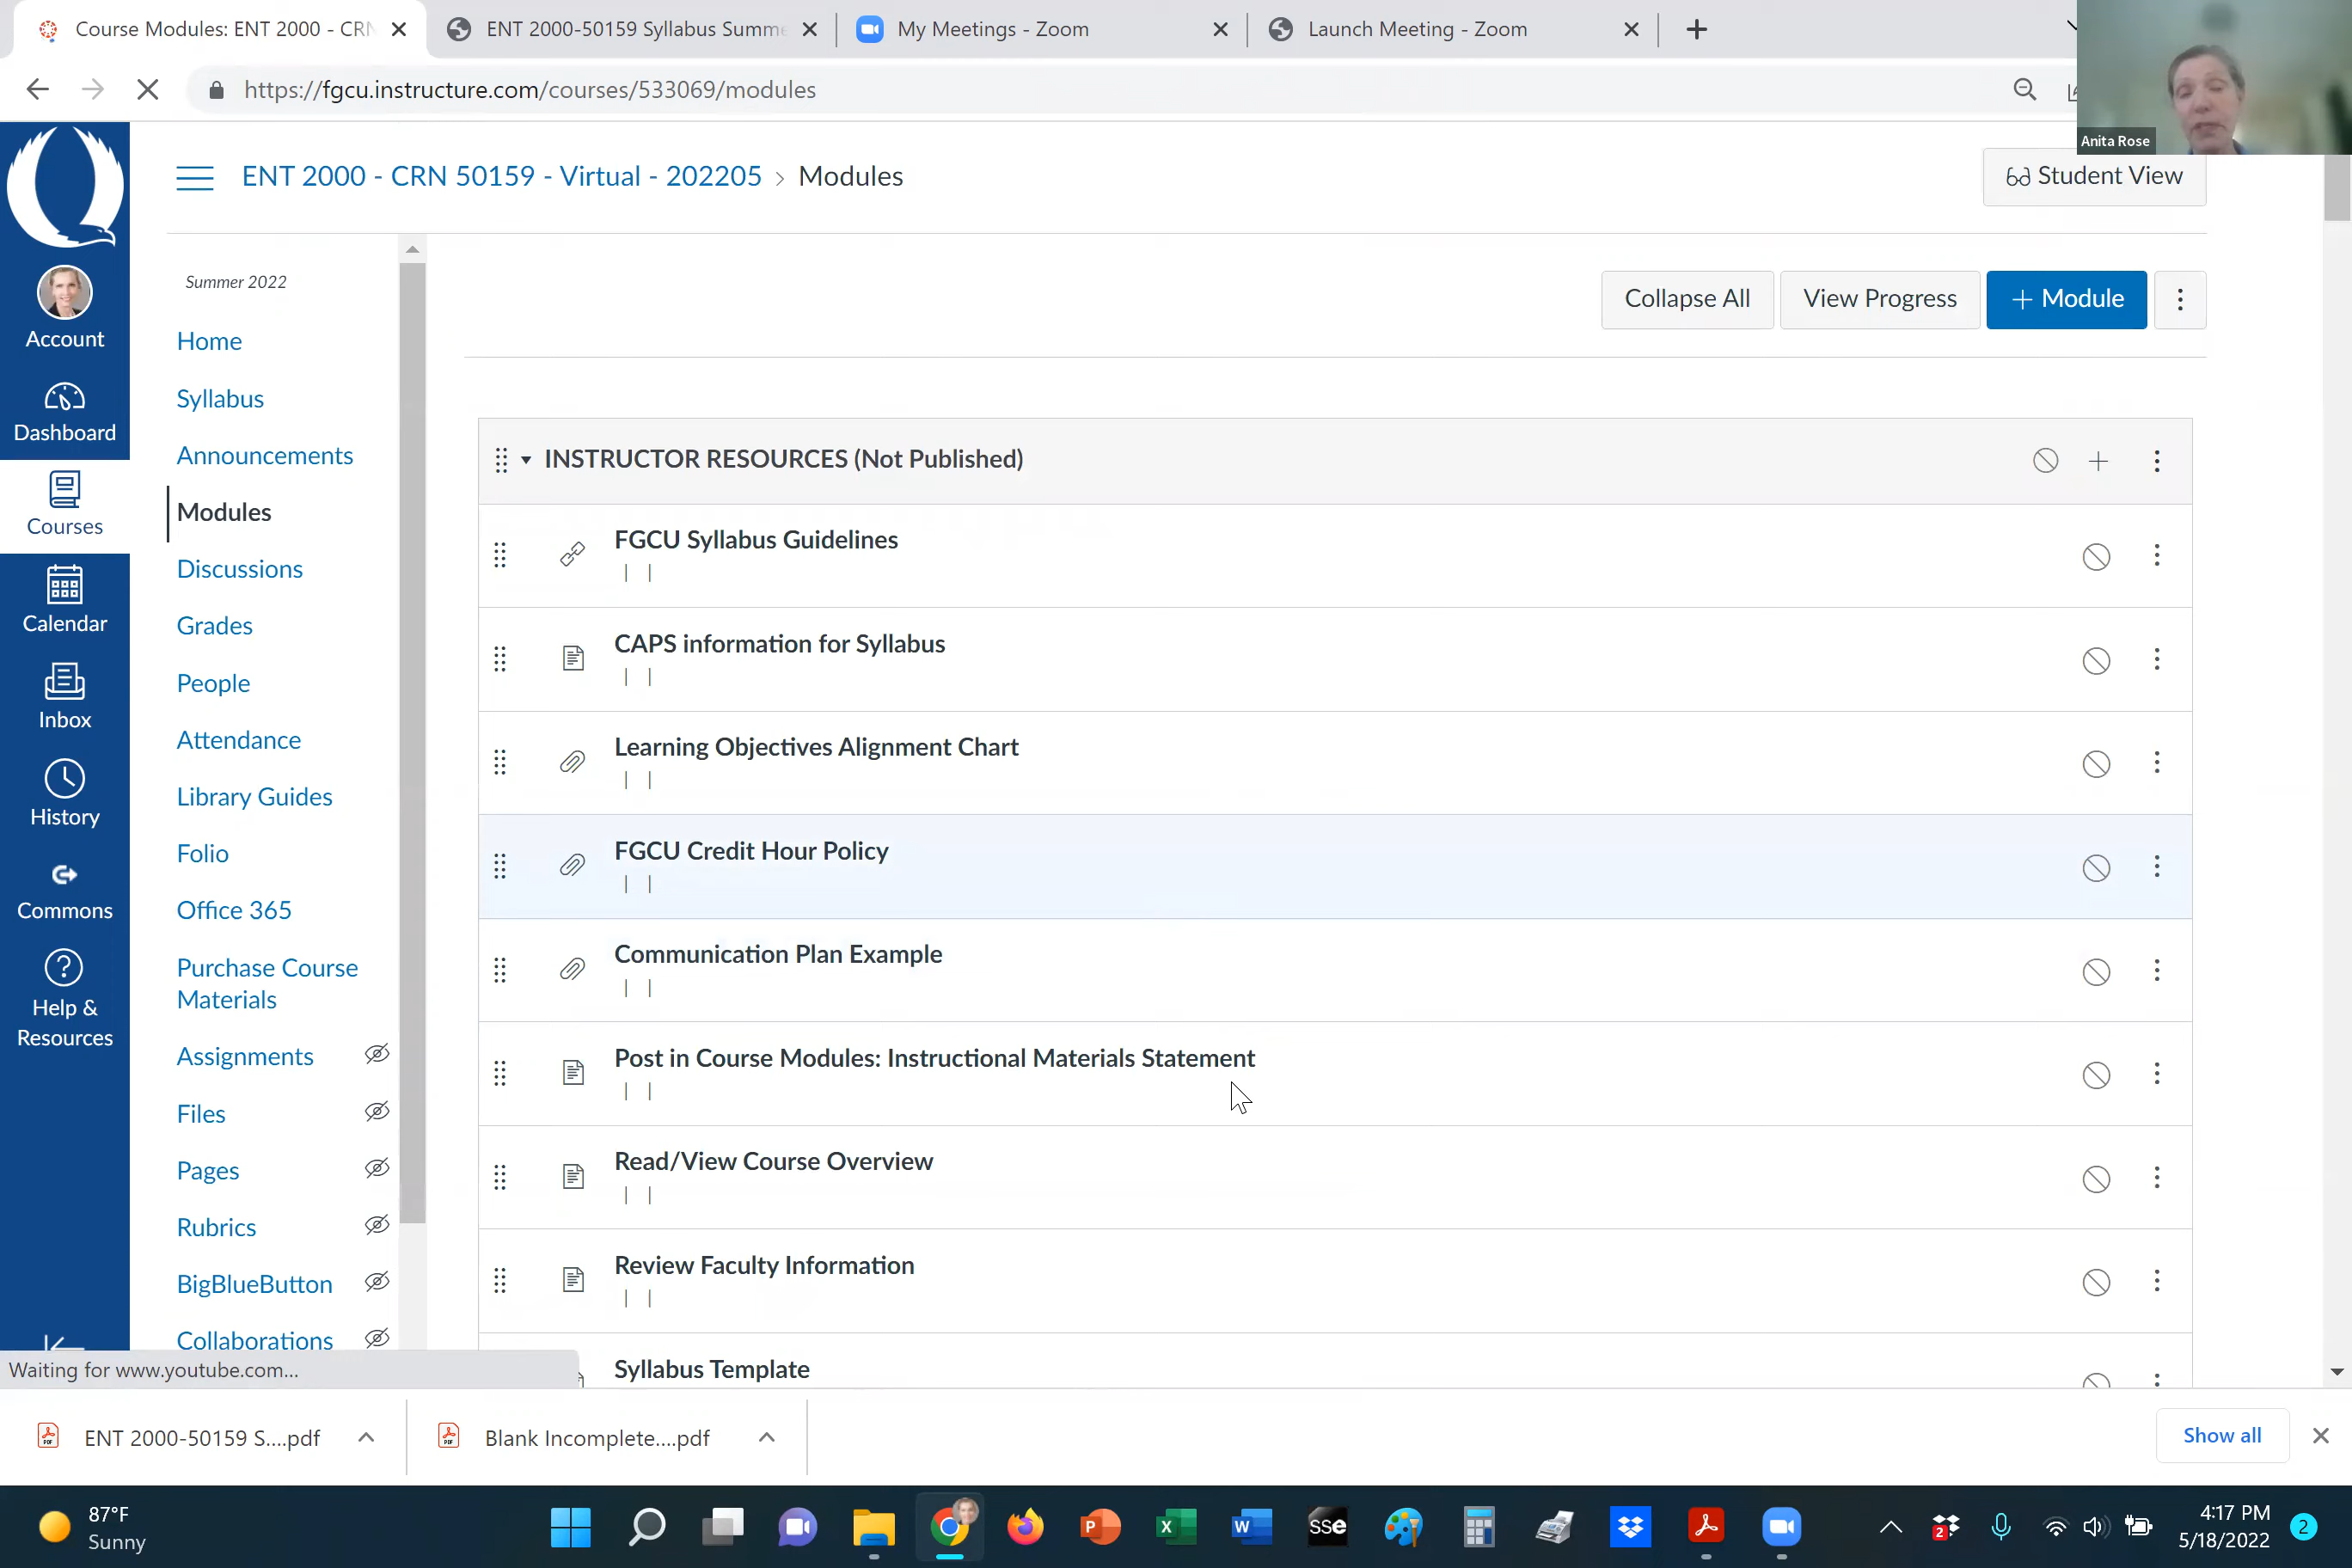 Course Modules: ENT 2000 - CRN
ENT 2000-50159 Syllabus Summe
My Meetings - Zoom
Launch Meeting - Zoom
https://fgcu.instructure.com/courses/533069/modules
Anita Rose
ENT 2000 - CRN 50159 - Virtual - 202205 > Modules
Student View
Account
Dashboard
Courses
Calendar
Inbox
History
Commons
Help &
Resources
Summer 2022
Home
Syllabus
Announcements
Modules
Discussions
Grades
People
Attendance
Library Guides
Folio
Office 365
Purchase Course
Materials
Assignments
Files
Pages
Rubrics
BigBlueButton
Collaborations
Collapse All
View Progress
+ Module
INSTRUCTOR RESOURCES (Not Published)
FGCU Syllabus Guidelines
| |
CAPS information for Syllabus
| |
Learning Objectives Alignment Chart
| |
FGCU Credit Hour Policy
| |
Communication Plan Example
| |
Post in Course Modules: Instructional Materials Statement
| |
Read/View Course Overview
| |
Review Faculty Information
| |
Syllabus Template
Waiting for www.youtube.com...
ENT 2000-50159 S....pdf
Blank Incomplete....pdf
Show all
87°F
Sunny
sse
2
4:17 PM
5/18/2022
2